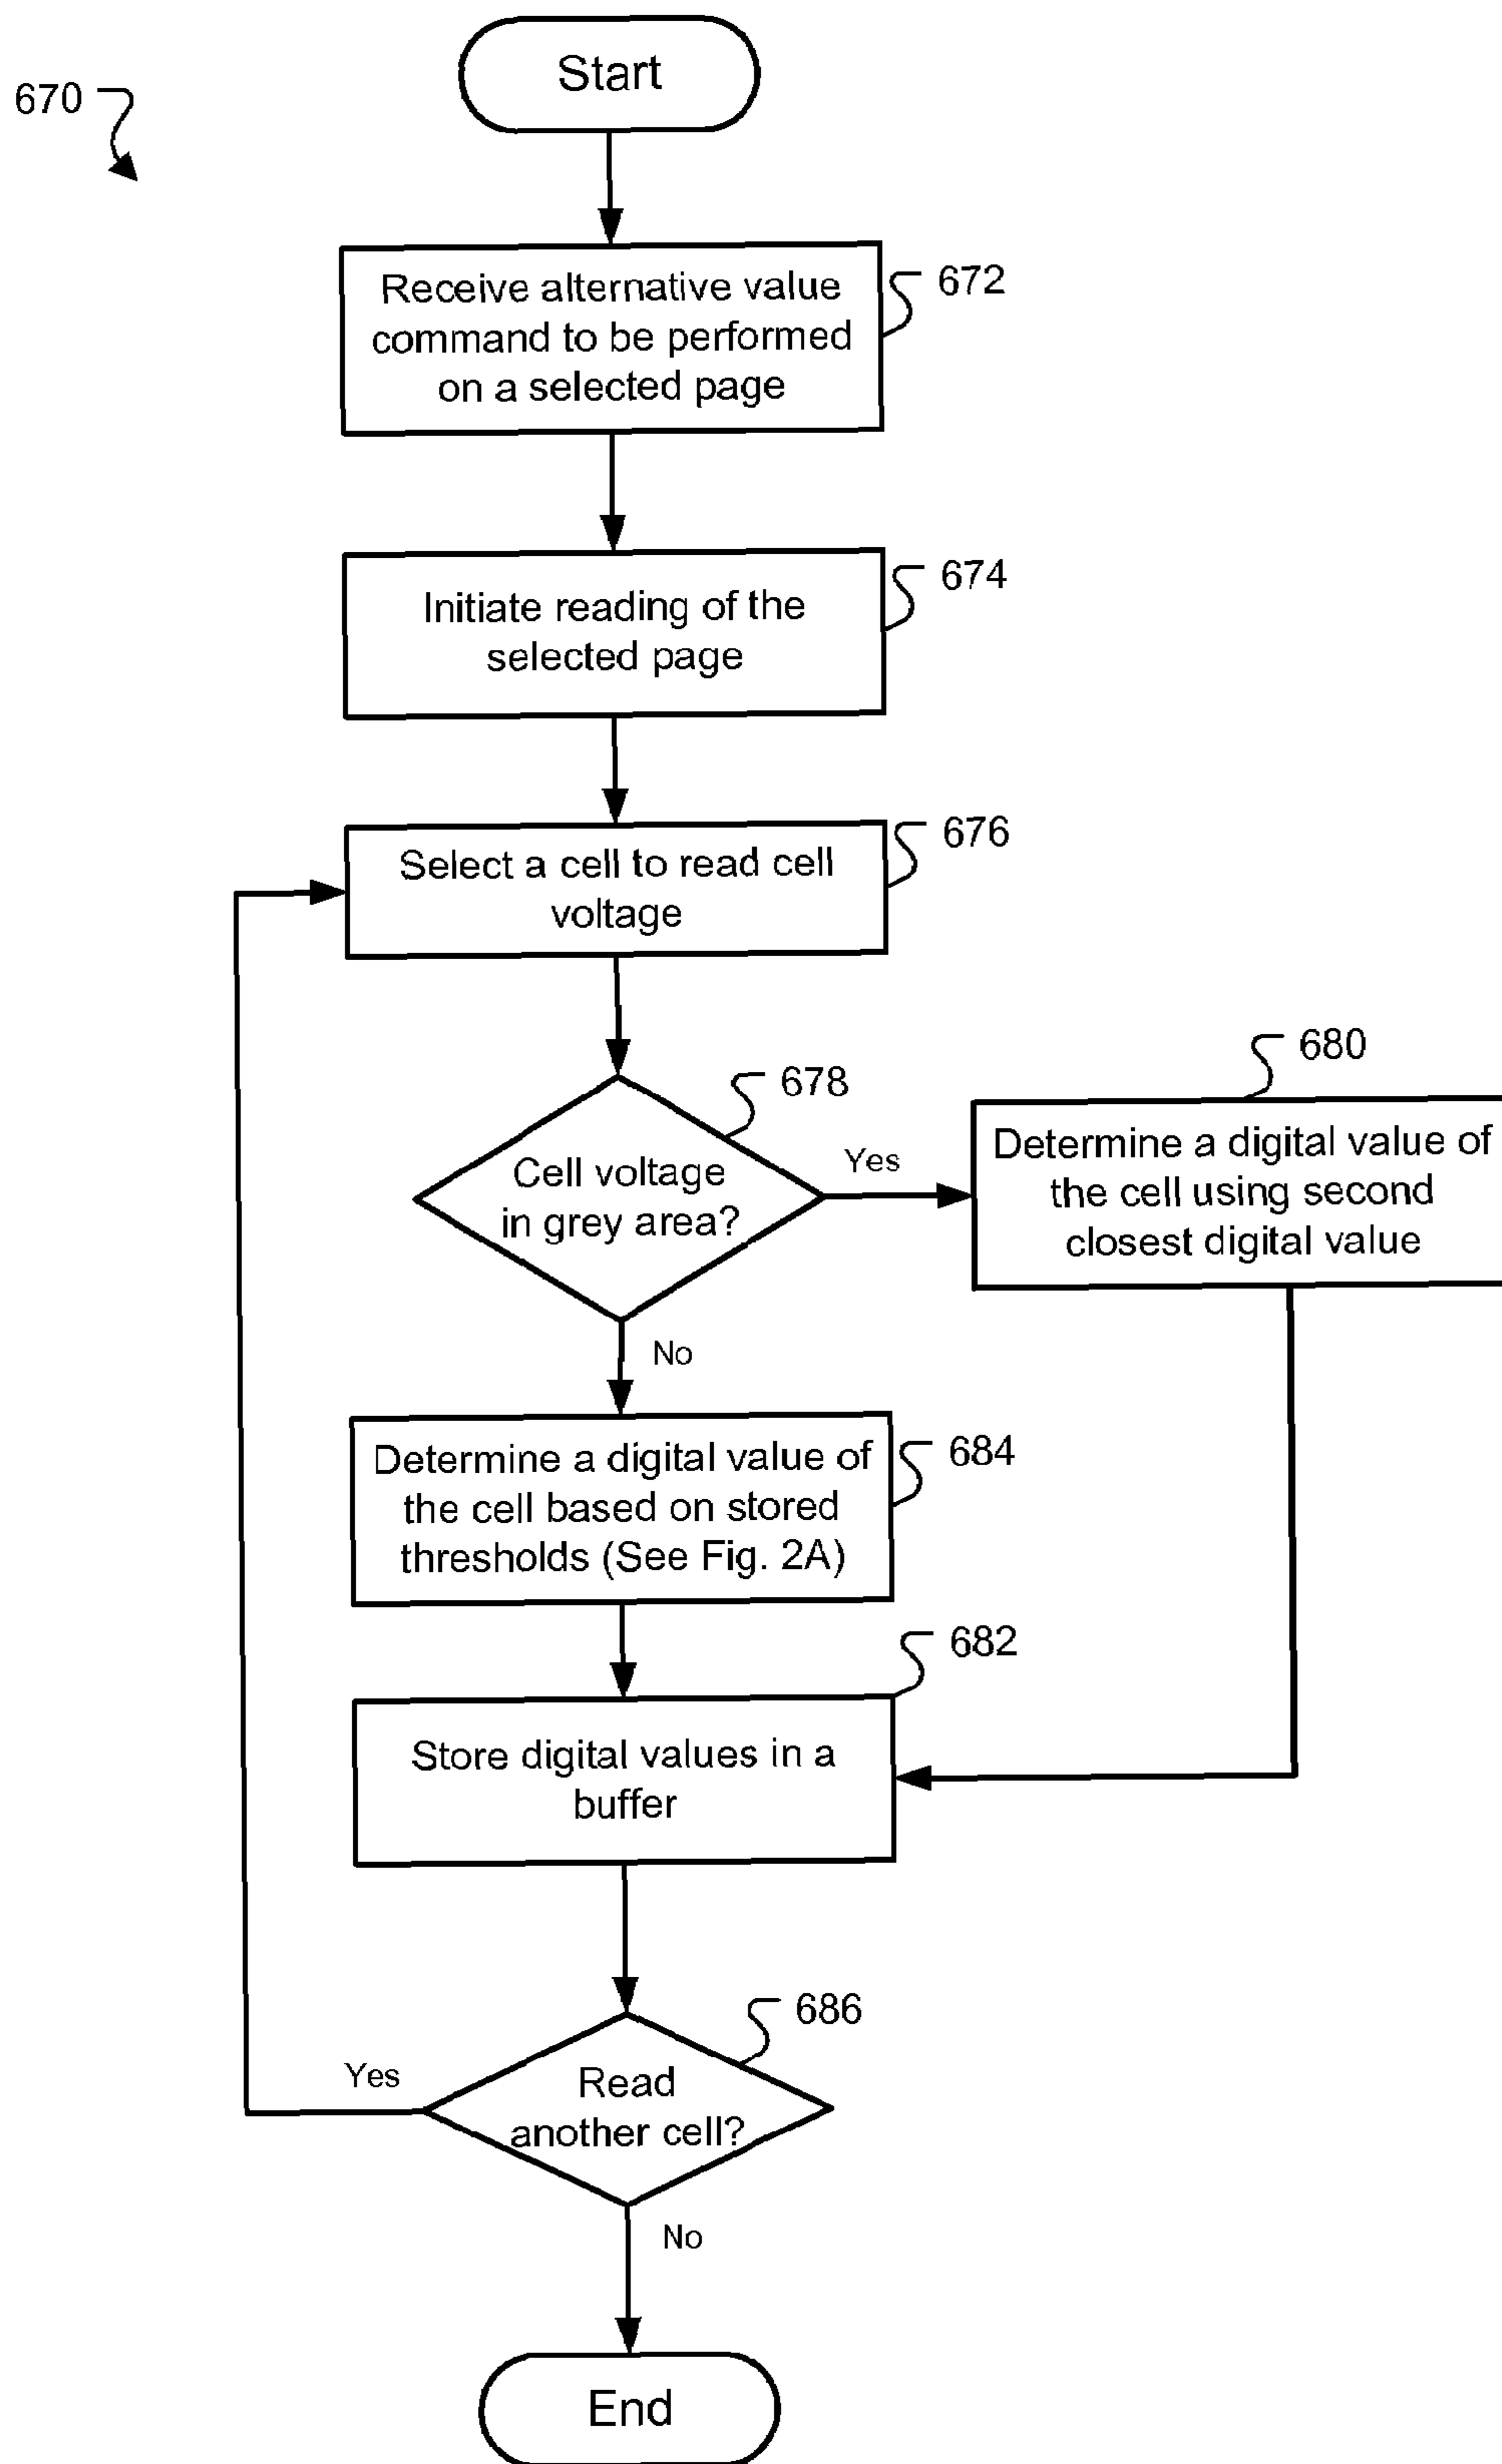 Start
670
Receive alternative value
command to be performed
on a selected page
672
Initiate reading of the
selected page
674
Select a cell to read cell
voltage
676
Cell voltage
in grey area?
678
Yes
680
Determine a digital value of
the cell using second
closest digital value
No
Determine a digital value of
the cell based on stored
thresholds (See Fig. 2A)
684
682
Store digital values in a
buffer
686
Yes
Read
another cell?
No
End